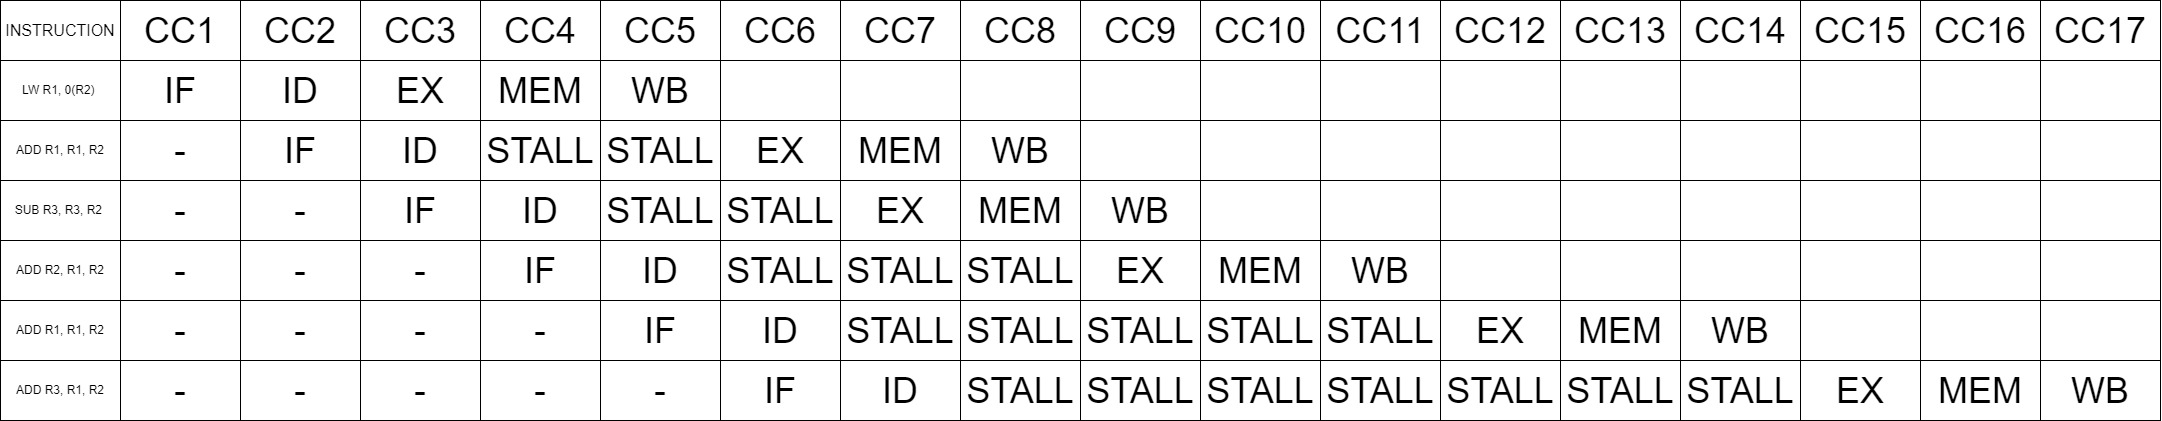 INSTRUCTION CC1 CC2 CC3 CC4 CC5 CC6 CC7 CC8 CC9 CC10 CC11 CC12 CC13 CC14 CC15 CC16 CC17
LW R1, 0(R2) IF ID EX MEM WB
ADD R1, R1, R2 - IF ID STALL STALL EX MEM WB
SUB R3, R3, R2 - - IF ID STALL STALL EX MEM WB
ADD R2, R1, R2 - - - IF ID STALL STALL STALL EX MEM WB
ADD R1, R1, R2 - - - - IF ID STALL STALL STALL STALL STALL EX MEM WB
ADD R3, R1, R2 - - - - - IF ID STALL STALL STALL STALL STALL STALL STALL EX MEM WB